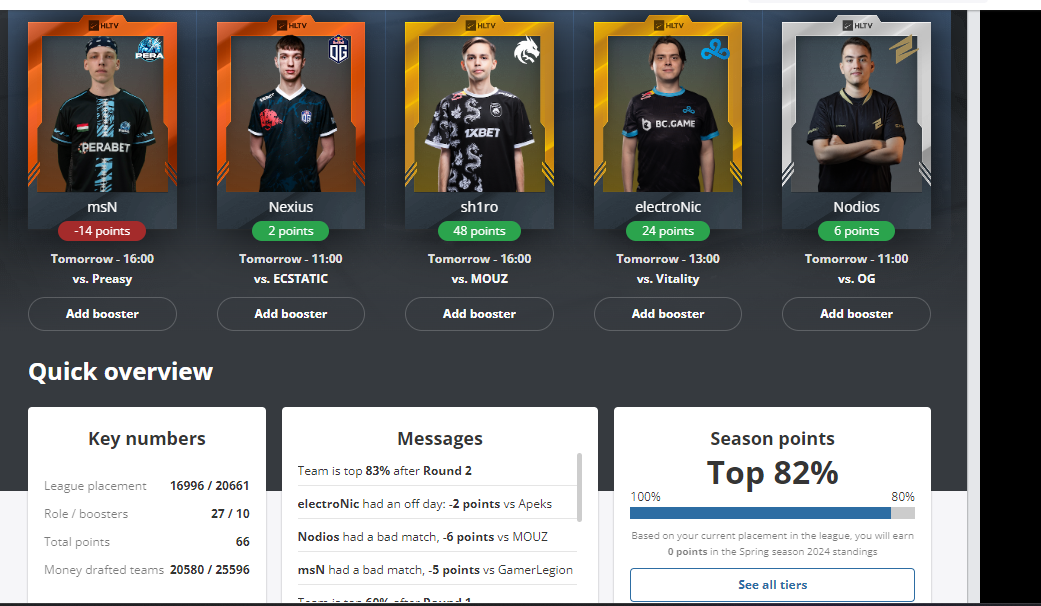 HLTV HLTV HLTV HLTV HLTV
PERA OG
PERABET 1XBET BC.GAME
msN Nexius sh1ro electroNic Nodios
-14 points 2 points 48 points 24 points 6 points
Tomorrow - 16:00 Tomorrow - 11:00 Tomorrow - 16:00 Tomorrow - 13:00 Tomorrow - 11:00
vs. Preasy vs. ECSTATIC vs. MOUZ vs. Vitality vs. OG
Add booster Add booster Add booster Add booster Add booster
Quick overview
Key numbers
League placement 16996 / 20661
Role / boosters 27 / 10
Total points 66
Money drafted teams 20580 / 25596
Messages
Team is top 83% after Round 2
electroNic had an off day: -2 points vs Apeks
Nodios had a bad match, -6 points vs MOUZ
msN had a bad match, -5 points vs GamerLegion
Team is top 60% after Round 1
Season points
Top 82%
100% 80%
Based on your current placement in the league, you will earn
0 points in the Spring season 2024 standings
See all tiers